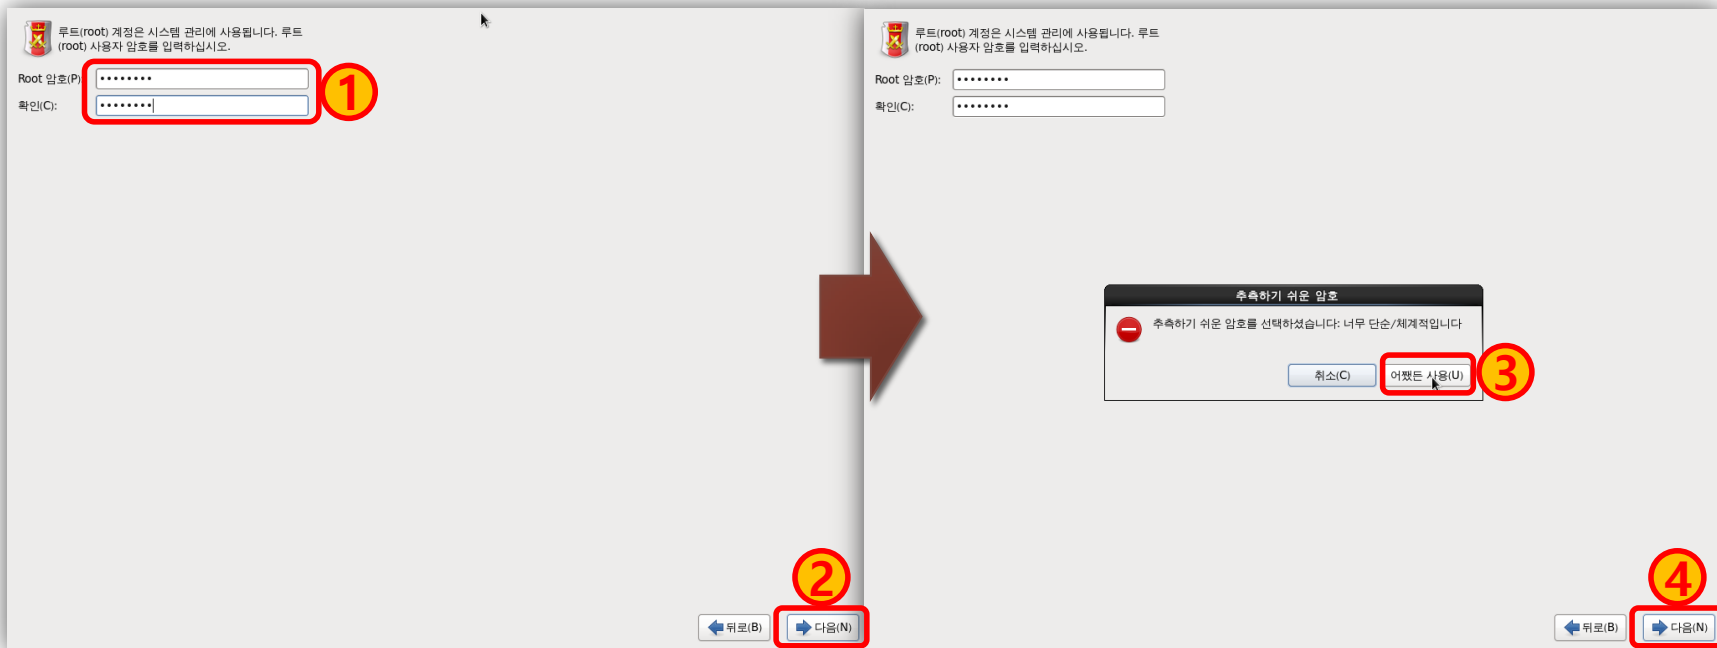 루트(root) 계정은 시스템 관리에 사용됩니다. 루트
(root) 사용자 암호를 입력하십시오.
Root 암호(P)
••••••••
확인(C):
••••••••
1
2
뒤로(B)
다음(N)
루트(root) 계정은 시스템 관리에 사용됩니다. 루트
(root) 사용자 암호를 입력하십시오.
Root 암호(P):
••••••••
확인(C):
••••••••
추측하기 쉬운 암호
추측하기 쉬운 암호를 선택하셨습니다: 너무 단순/체계적입니다
취소(C)
어쨌든 사용(U)
3
4
뒤로(B)
다음(N)